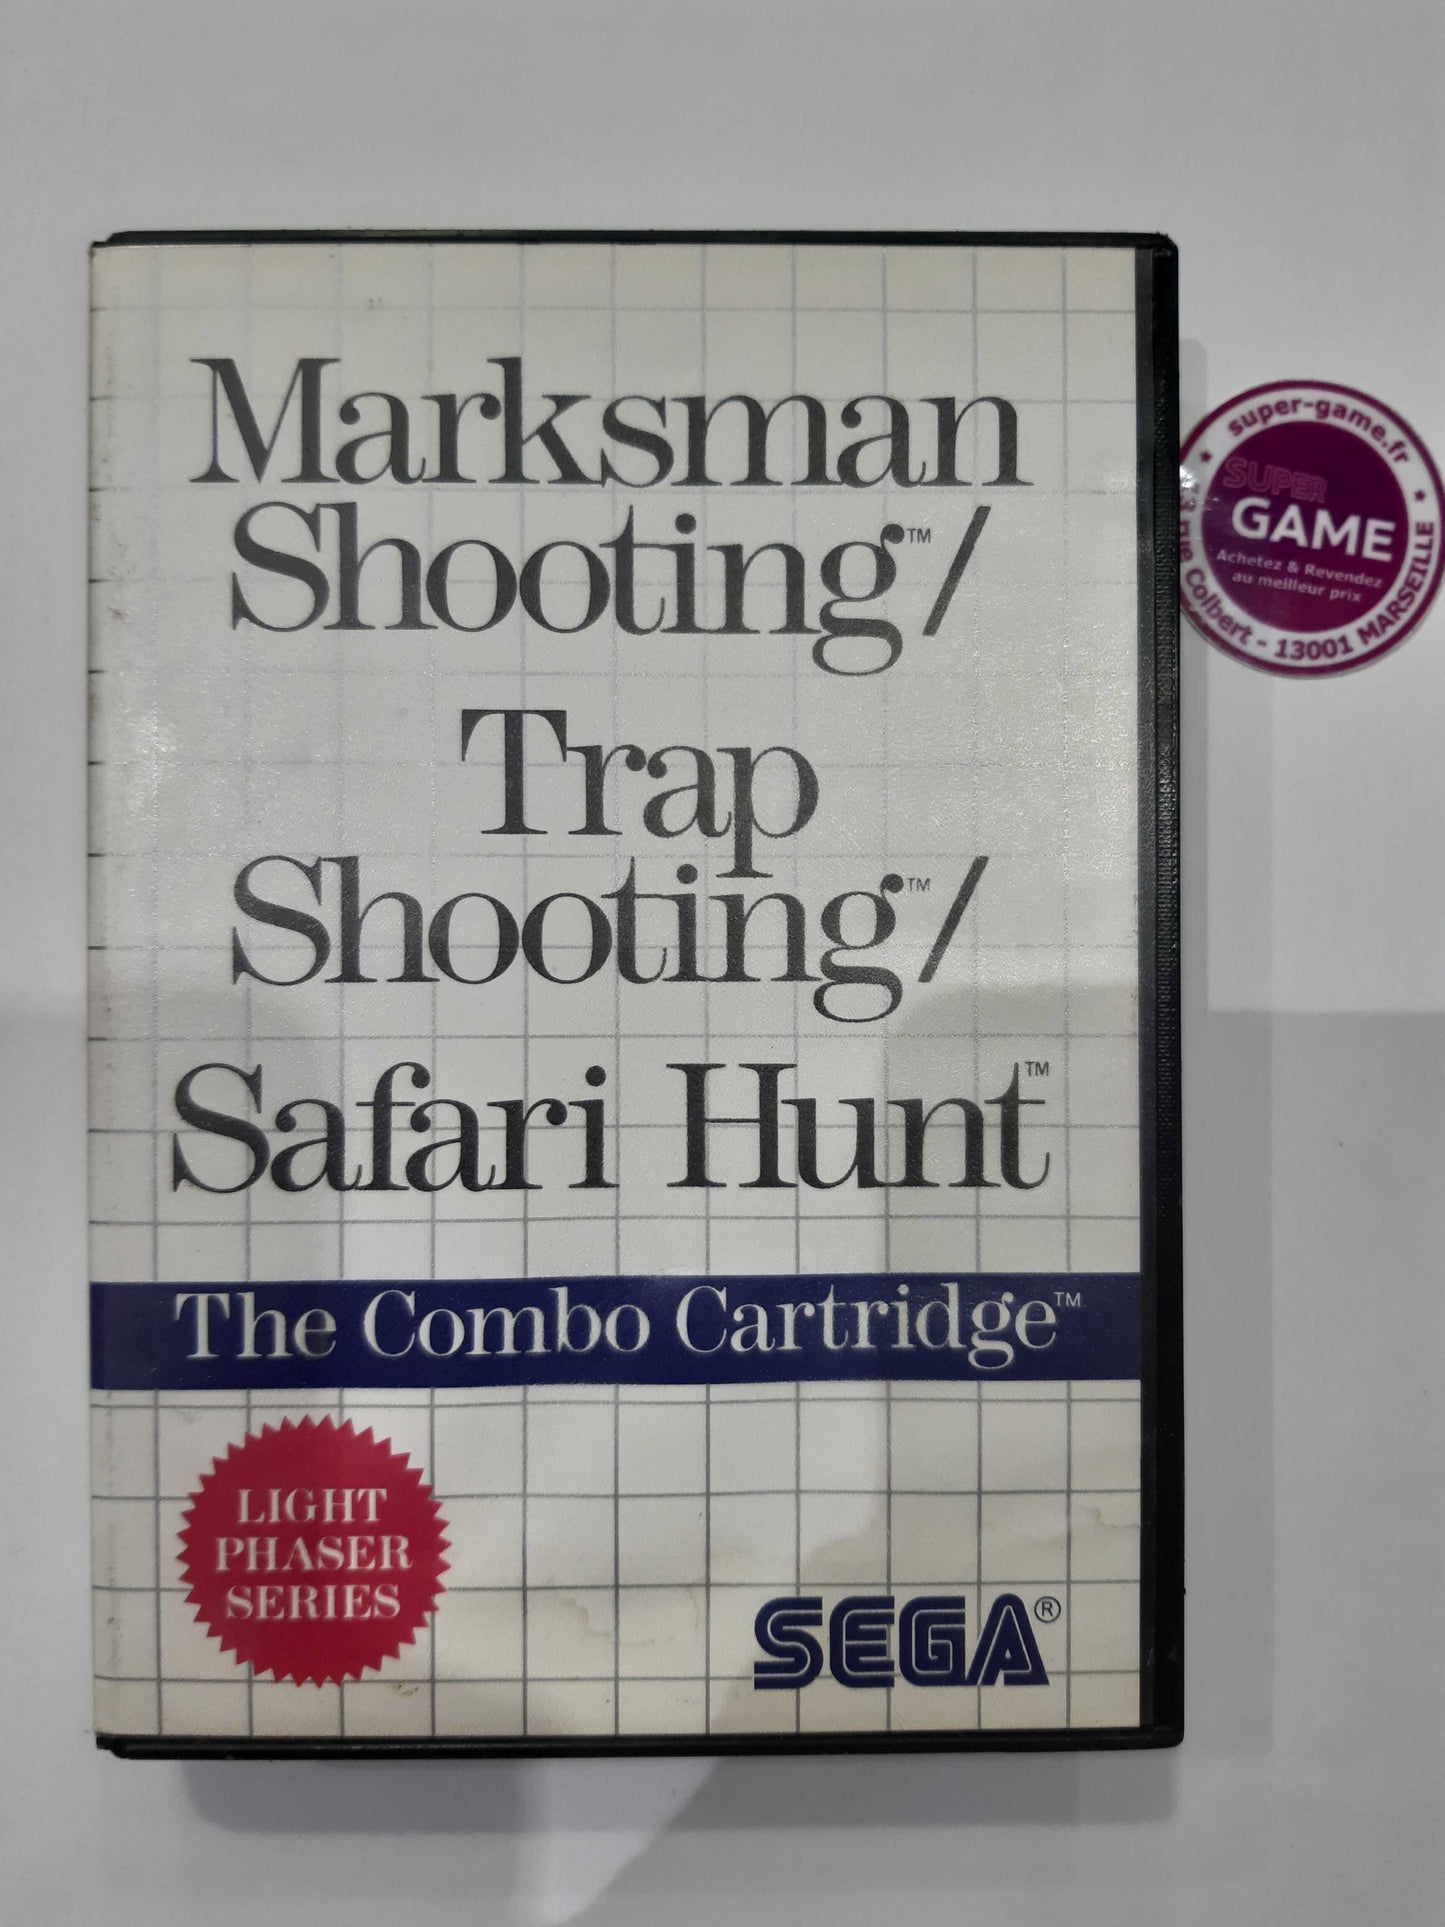 Marksman
Shooting™/
Trap
Shooting™/
Safari Hunt™
The Combo Cartridge™
LIGHT
PHASER
SERIES
SEGA®
super-game.fr
SUPER
GAME
Achetez & Revendez
au meilleur prix
rue Colbert - 13001 MARSEILLE